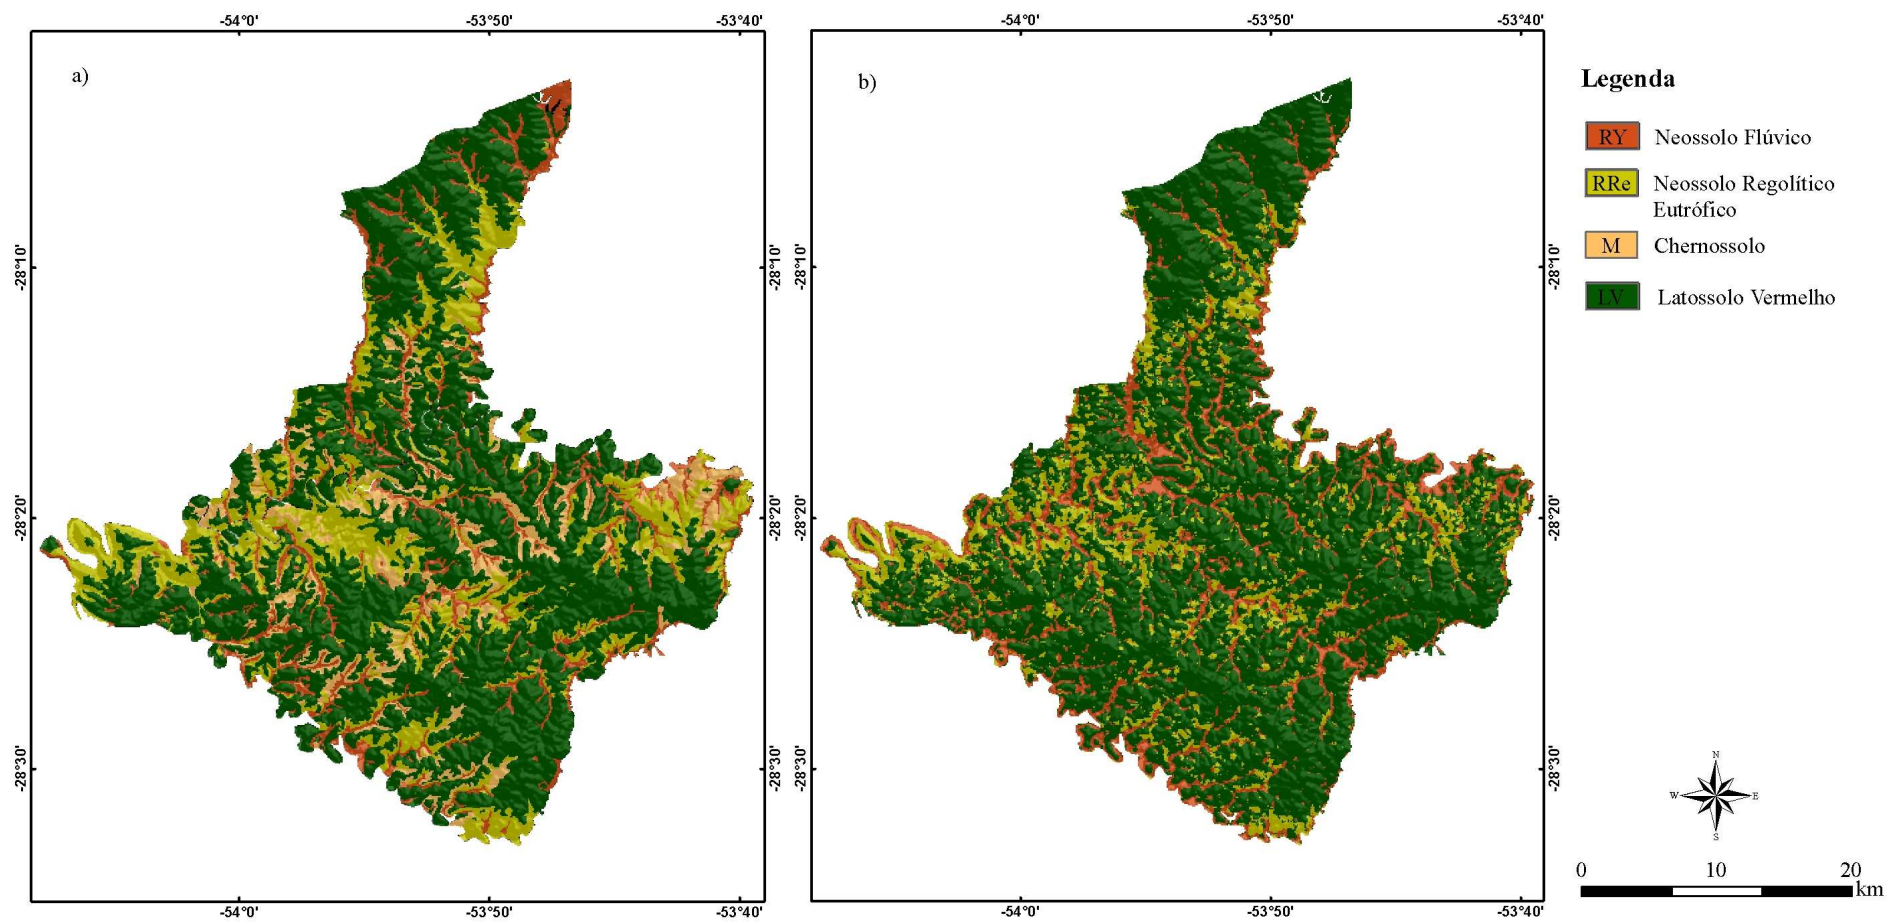 -54°0' -53°50' -53°40' -54°0' -53°50' -53°40'
a)
b)
Legenda
RY Neossolo Flúvico
RRe Neossolo Regolítico
Eutrófico
M Chernossolo
LV Latossolo Vermelho
-28°10' -28°10' -28°10'
-28°20' -28°20' -28°20'
-28°30' -28°30' -28°30'
N
W E
S
0 10 20
km
-54°0' -53°50' -53°40' -54°0' -53°50' -53°40'